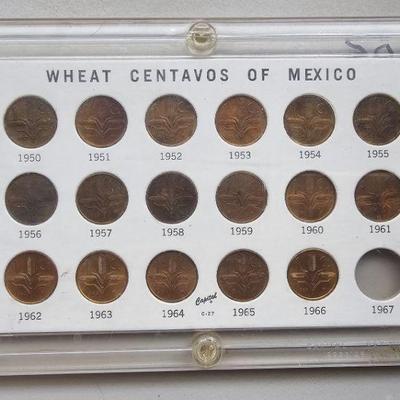 WHEAT CENTAVOS OF MEXICO
1950 1951 1952 1953 1954 1955
1956 1957 1958 1959 1960 1961
1962 1963 1964 Capitol ® 1965 1966 1967
C-27